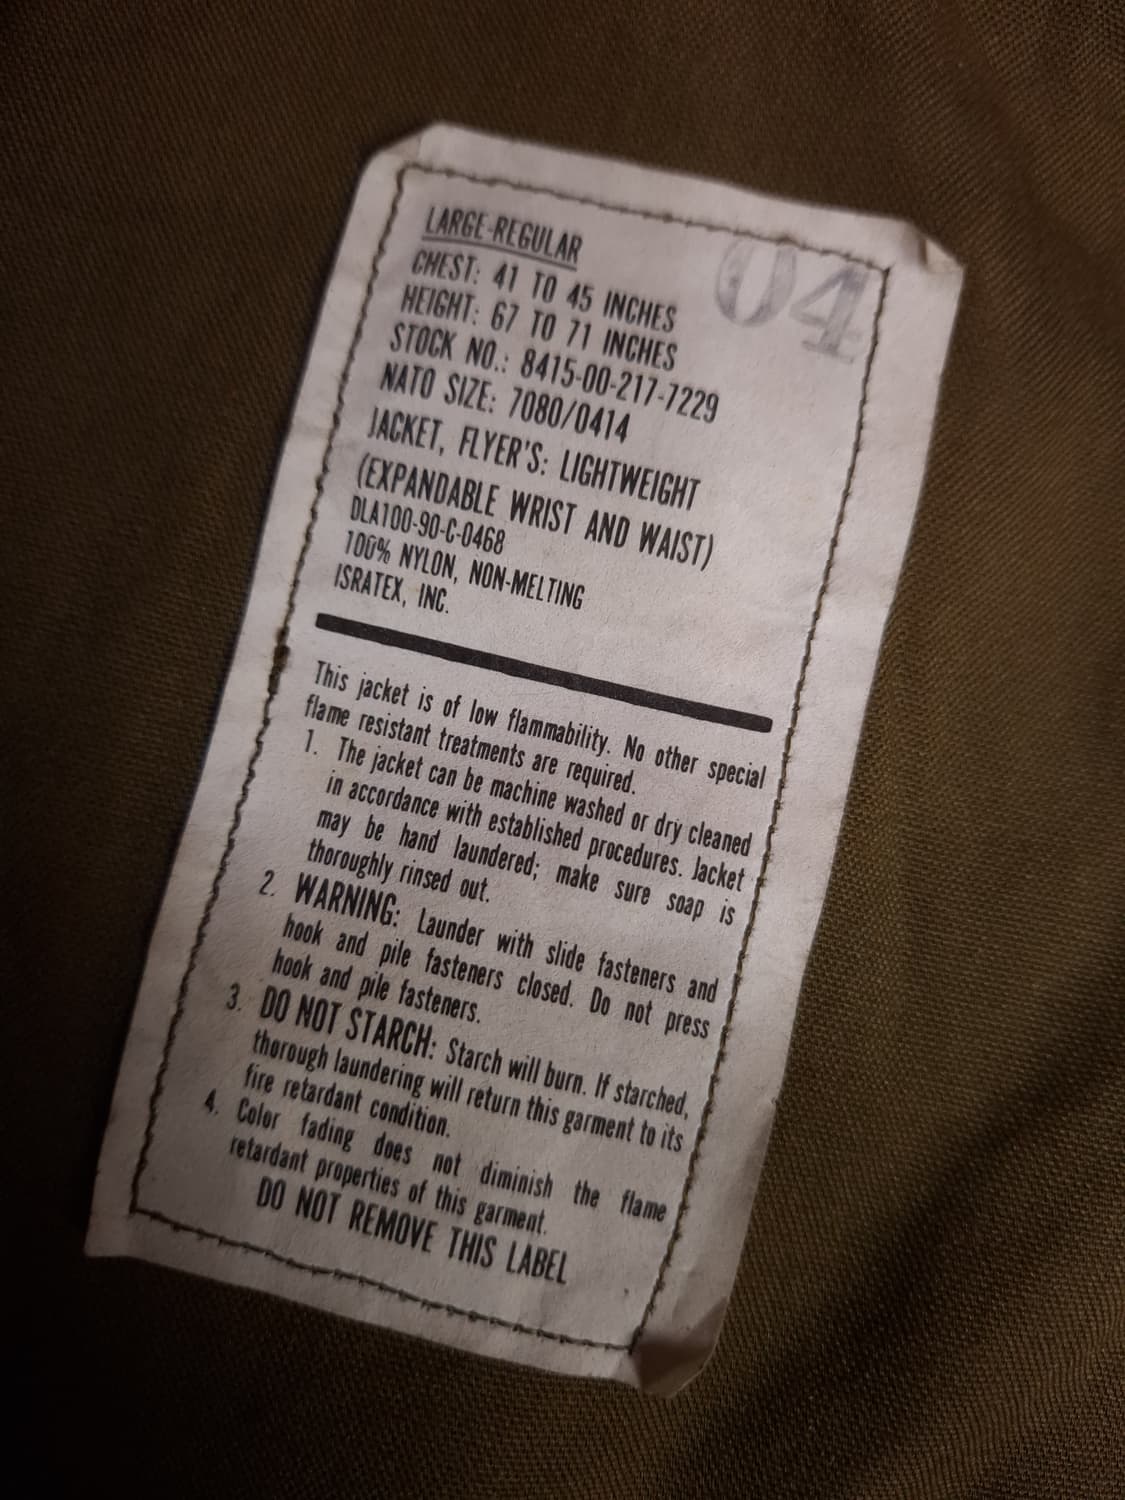 04
LARGE-REGULAR
CHEST: 41 TO 45 INCHES
HEIGHT: 67 TO 71 INCHES
STOCK NO.: 8415-00-217-7229
NATO SIZE: 7080/0414
JACKET, FLYER'S: LIGHTWEIGHT
(EXPANDABLE WRIST AND WAIST)
DLA100-90-C-0468
100% NYLON, NON-MELTING
ISRATEX, INC.
This jacket is of low flammability. No other special
flame resistant treatments are required.
1. The jacket can be machine washed or dry cleaned
in accordance with established procedures. Jacket
may be hand laundered; make sure soap is
thoroughly rinsed out.
2. WARNING: Launder with slide fasteners and
hook and pile fasteners closed. Do not press
hook and pile fasteners.
3. DO NOT STARCH: Starch will burn. If starched,
thorough laundering will return this garment to its
fire retardant condition.
4. Color fading does not diminish the flame
retardant properties of this garment.
DO NOT REMOVE THIS LABEL